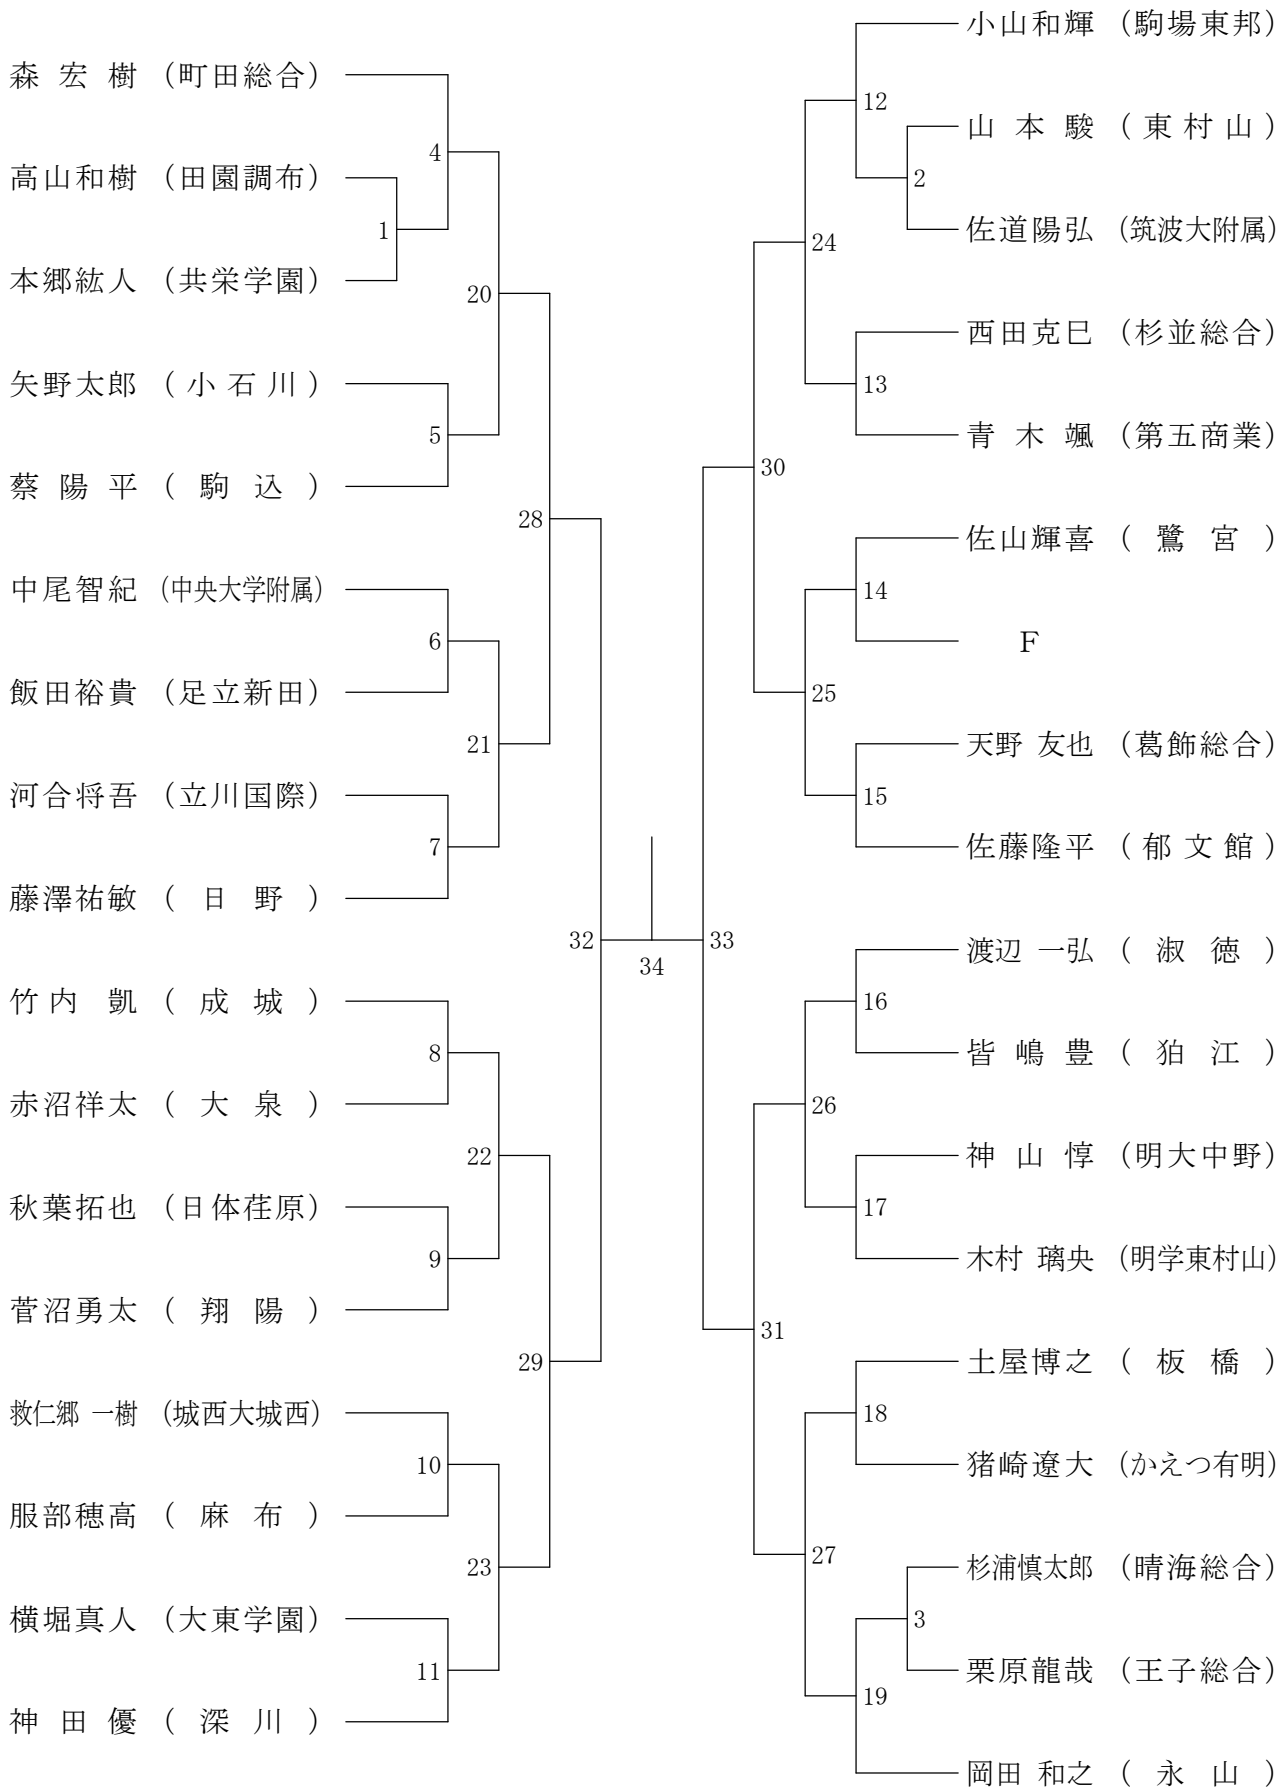 森 宏 樹 (町田総合)
高山和樹 (田園調布)
本郷紘人 (共栄学園)
矢野太郎 (小石川)
蔡 陽 平 (駒 込)
中尾智紀 (中央大学附属)
飯田裕貴 (足立新田)
河合将吾 (立川国際)
藤澤祐敏 (日 野)
竹内 凱 (成 城)
赤沼祥太 (大 泉)
秋葉拓也 (日体荏原)
菅沼勇太 (翔 陽)
救仁郷 一樹 (城西大城西)
服部穂高 (麻 布)
横堀真人 (大東学園)
神 田 優 (深 川)
1
4
5
6
7
8
9
10
11
20
21
22
23
28
29
32
34
33
30
31
24
25
26
27
12
2
13
14
15
16
17
18
3
19
小山和輝 (駒場東邦)
山 本 駿 (東村山)
佐道陽弘 (筑波大附属)
西田克巳 (杉並総合)
青 木 颯 (第五商業)
佐山輝喜 (鷺 宮)
F
天野 友也 (葛飾総合)
佐藤隆平 (郁文館)
渡辺 一弘 (淑 徳)
皆 嶋 豊 (狛 江)
神 山 惇 (明大中野)
木村 璃央 (明学東村山)
土屋博之 (板 橋)
猪崎遼大 (かえつ有明)
杉浦慎太郎 (晴海総合)
栗原龍哉 (王子総合)
岡田 和之 (永 山)